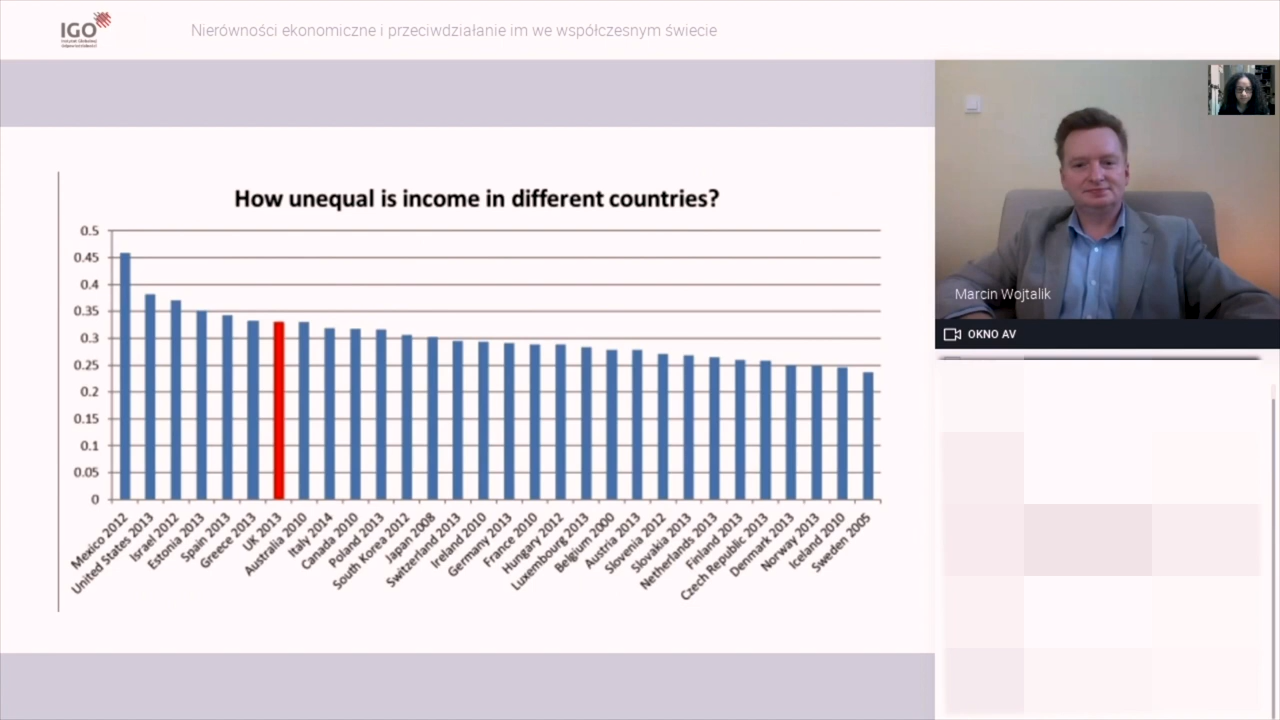 IGO
Instytut Globalnej
Odpowiedzialności
Nierówności ekonomiczne i przeciwdziałanie im we współczesnym świecie
How unequal is income in different countries?
0.5
0.45
0.4
0.35
0.3
0.25
0.2
0.15
0.1
0.05
0
Mexico 2012
United States 2013
Israel 2012
Estonia 2013
Spain 2013
Greece 2013
UK 2013
Australia 2010
Italy 2014
Canada 2010
Poland 2013
South Korea 2012
Japan 2008
Switzerland 2013
Ireland 2010
Germany 2013
France 2010
Hungary 2012
Luxembourg 2013
Belgium 2000
Austria 2013
Slovenia 2012
Slovakia 2013
Netherlands 2013
Finland 2013
Czech Republic 2013
Denmark 2013
Norway 2013
Iceland 2010
Sweden 2005
Marcin Wojtalik
OKNO AV